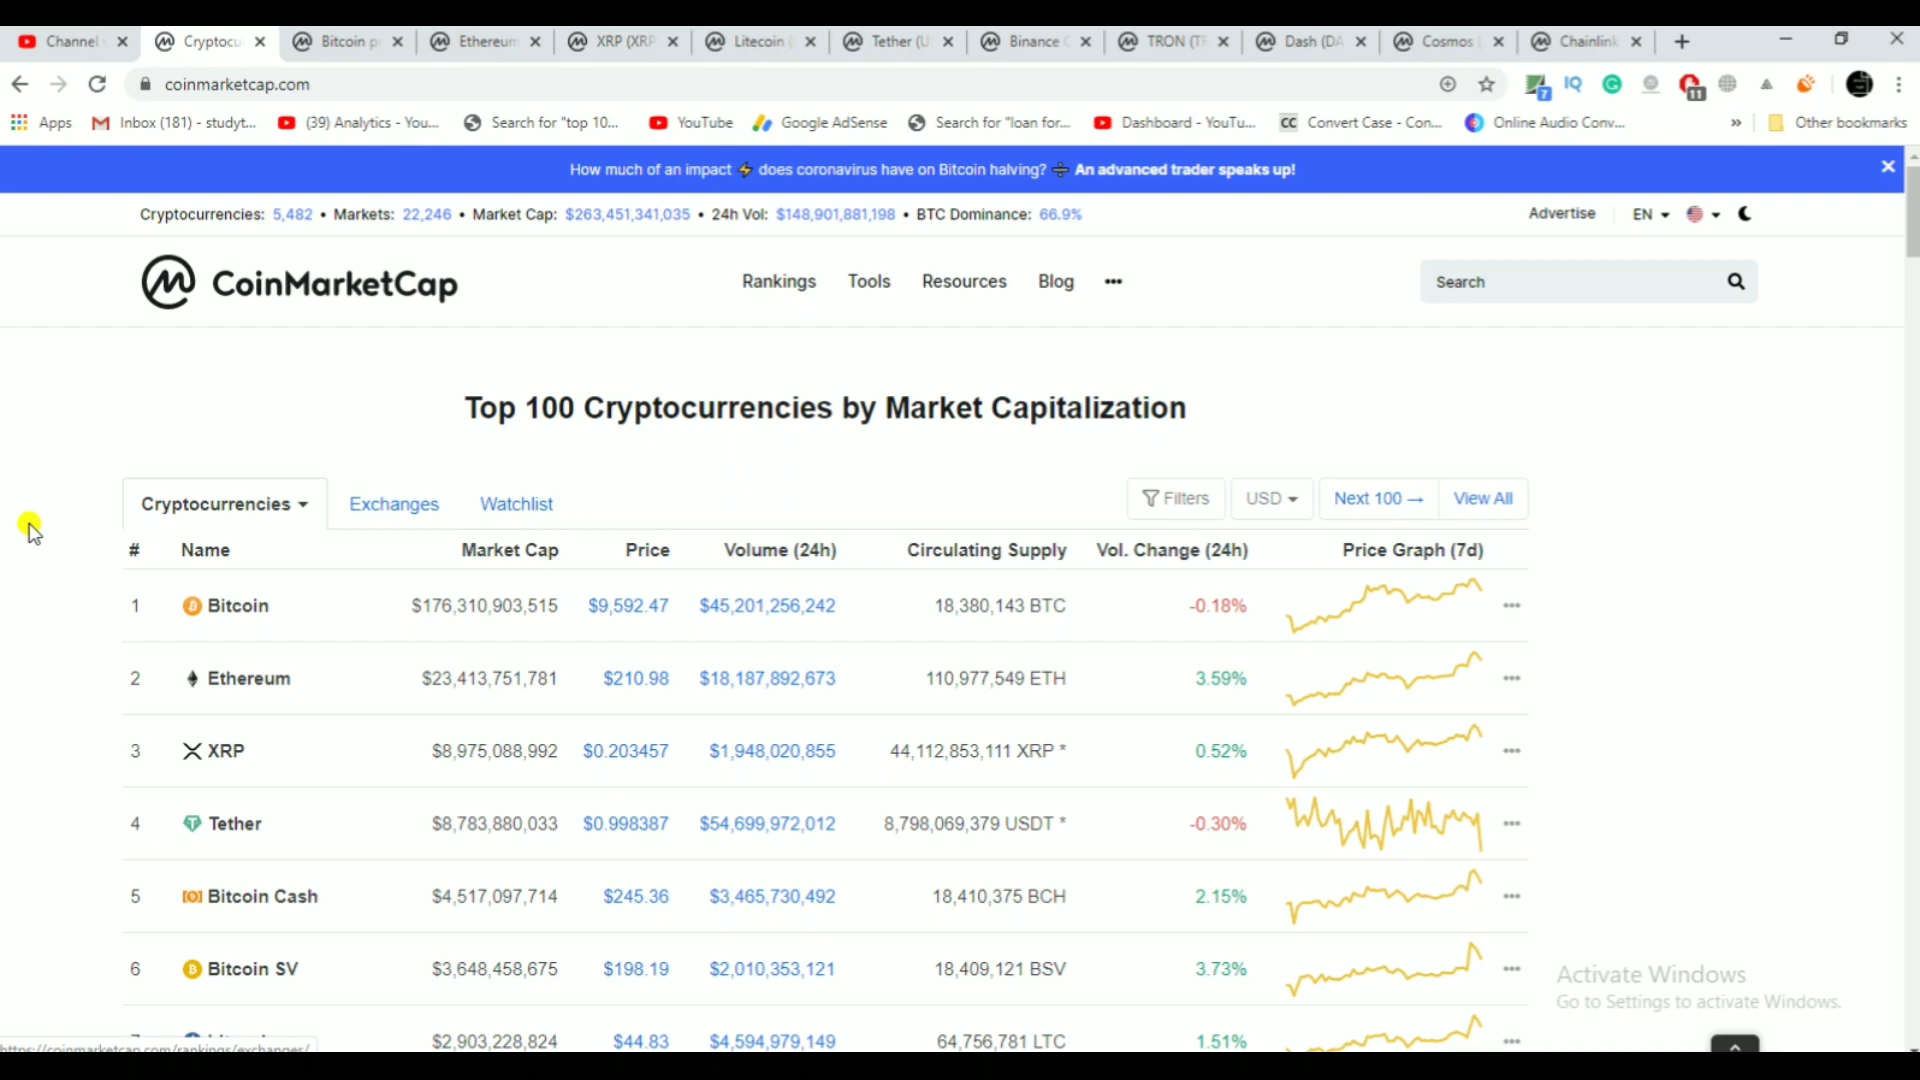 Channel
Cryptocu
Bitcoin p
Ethereum
XRP (XRP
Litecoin (
Tether (U
Binance C
TRON (TR
Dash (DA
Cosmos (
Chainlink
coinmarketcap.com
7
IQ
11
Apps
Inbox (181) - studyt...
(39) Analytics - You...
Search for "top 10...
YouTube
Google AdSense
Search for "loan for...
Dashboard - YouTu...
CC Convert Case - Con...
Online Audio Conv...
»
Other bookmarks
How much of an impact ⚡ does coronavirus have on Bitcoin halving? ➗ An advanced trader speaks up!
Cryptocurrencies: 5,482 • Markets: 22,246 • Market Cap: $263,451,341,035 • 24h Vol: $148,901,881,198 • BTC Dominance: 66.9%
Advertise
EN
CoinMarketCap
Rankings Tools Resources Blog •••
Search
Top 100 Cryptocurrencies by Market Capitalization
Cryptocurrencies Exchanges Watchlist
Filters USD Next 100 → View All
# Name Market Cap Price Volume (24h) Circulating Supply Vol. Change (24h) Price Graph (7d)
1 Bitcoin $176,310,903,515 $9,592.47 $45,201,256,242 18,380,143 BTC -0.18%
2 Ethereum $23,413,751,781 $210.98 $18,187,892,673 110,977,549 ETH 3.59%
3 XRP $8,975,088,992 $0.203457 $1,948,020,855 44,112,853,111 XRP * 0.52%
4 Tether $8,783,880,033 $0.998387 $54,699,972,012 8,798,069,379 USDT * -0.30%
5 Bitcoin Cash $4,517,097,714 $245.36 $3,465,730,492 18,410,375 BCH 2.15%
6 Bitcoin SV $3,648,458,675 $198.19 $2,010,353,121 18,409,121 BSV 3.73%
$2,903,228,824 $44.83 $4,594,979,149 64,756,781 LTC 1.51%
Activate Windows
Go to Settings to activate Windows.
https://coinmarketcap.com/rankings/exchanges/